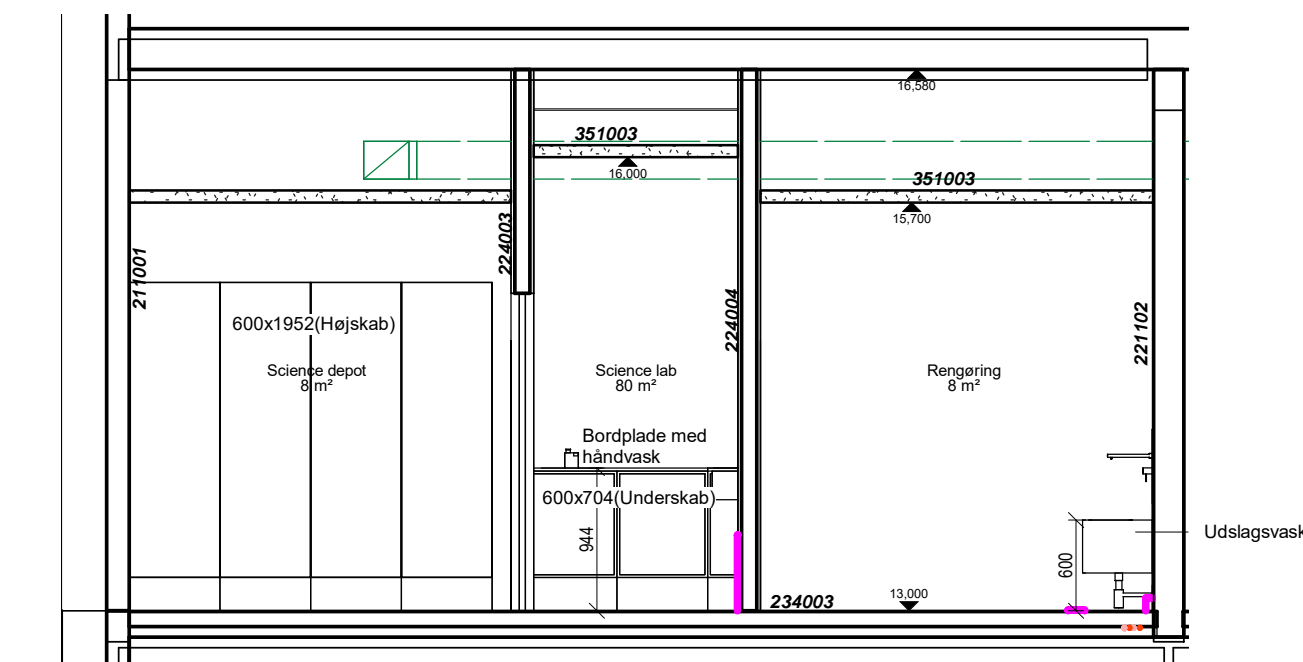 16,580
351003
16,000
351003
15,700
224003
211001
224004
221102
600x1952(Højskab)
Science depot
8 m²
Science lab
80 m²
Rengøring
8 m²
Bordplade med
håndvask
600x704(Underskab)
944
600
Udslagsvask
234003
13,000